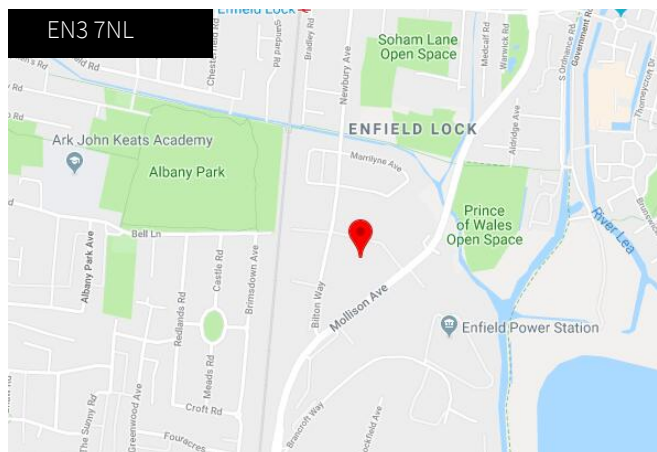 EN3 7NL
Enfield Lock
Chesterfield Rd
Bradley Rd
Newbury Ave
Soham Lane
Open Space
Medcalf Rd
Warwick Rd
S Ordnance Rd
Government Rd
Thorneycroft Dr
ENFIELD LOCK
Aldridge Ave
Ark John Keats Academy
Albany Park
Marrilyne Ave
Prince
of Wales
Open Space
River Lea
Bell Ln
Albany Park Ave
Redlands Rd
Castle Rd
Brimsdown Ave
Bilton Way
Mollison Ave
Enfield Power Station
Meads Rd
Croft Rd
The Sunny Rd
Greenwood Ave
Fouracres
Brancroft Way